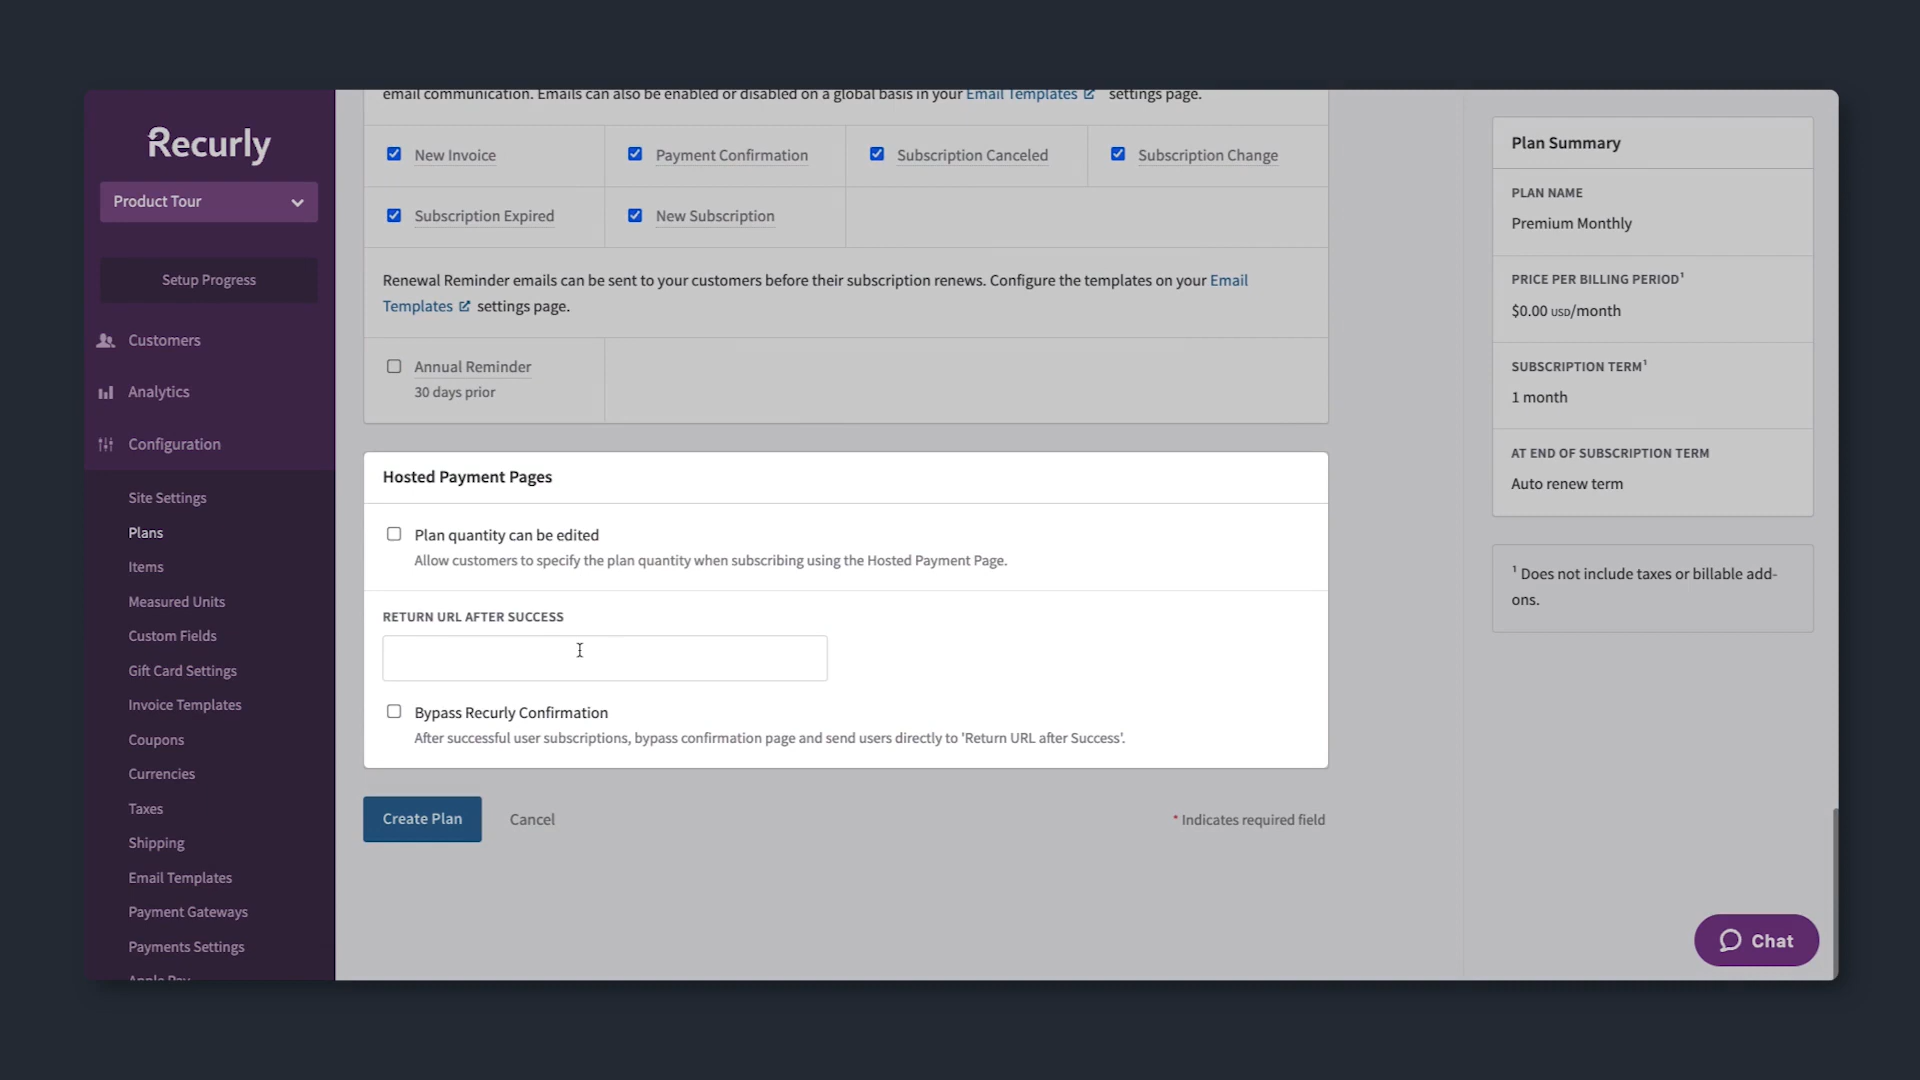 Recurly
Product Tour
Setup Progress
Customers
Analytics
Configuration
Site Settings
Plans
Items
Measured Units
Custom Fields
Gift Card Settings
Invoice Templates
Coupons
Currencies
Taxes
Shipping
Email Templates
Payment Gateways
Payments Settings
Apple Pay
email communication. Emails can also be enabled or disabled on a global basis in your Email Templates settings page.
New Invoice
Payment Confirmation
Subscription Canceled
Subscription Change
Subscription Expired
New Subscription
Renewal Reminder emails can be sent to your customers before their subscription renews. Configure the templates on your Email
Templates settings page.
Annual Reminder
30 days prior
Hosted Payment Pages
Plan quantity can be edited
Allow customers to specify the plan quantity when subscribing using the Hosted Payment Page.
RETURN URL AFTER SUCCESS
Bypass Recurly Confirmation
After successful user subscriptions, bypass confirmation page and send users directly to 'Return URL after Success'.
Create Plan
Cancel
* Indicates required field
Plan Summary
PLAN NAME
Premium Monthly
PRICE PER BILLING PERIOD¹
$0.00 USD/month
SUBSCRIPTION TERM¹
1 month
AT END OF SUBSCRIPTION TERM
Auto renew term
¹ Does not include taxes or billable add-
ons.
Chat